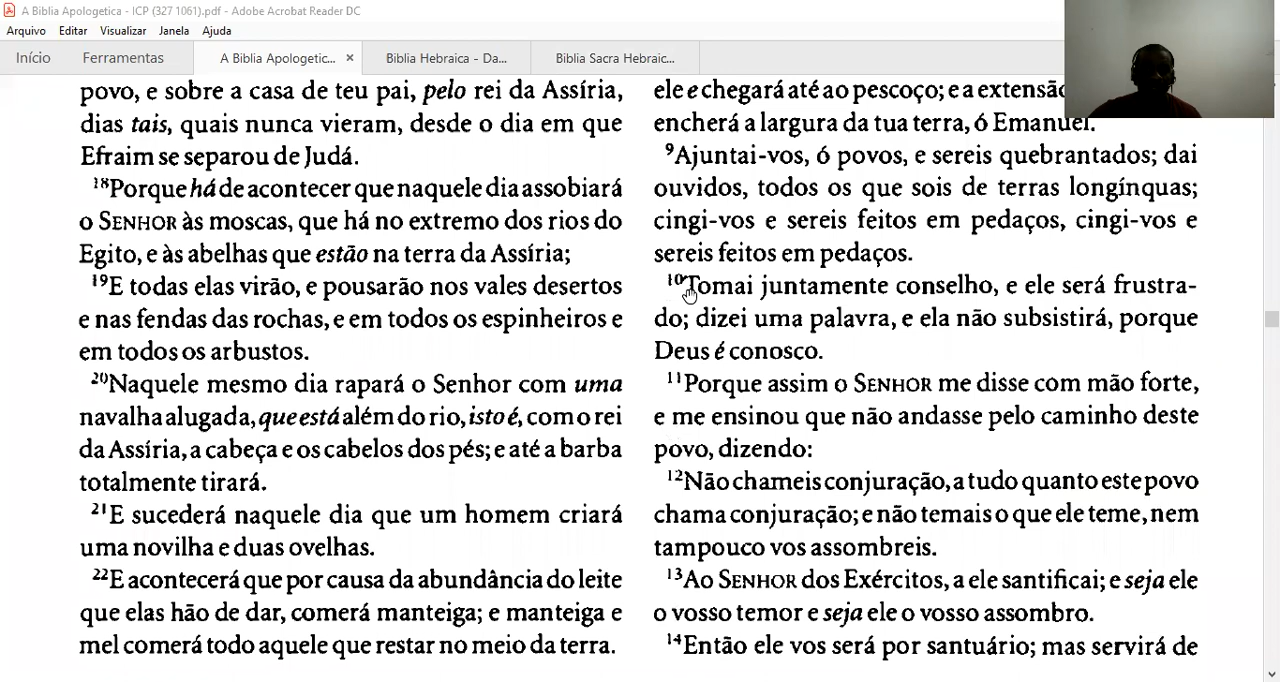 A Biblia Apologetica - ICP (327 1061).pdf - Adobe Acrobat Reader DC
Arquivo Editar Visualizar Janela Ajuda
Início Ferramentas A Biblia Apologetic... × Biblia Hebraica - Da... Biblia Sacra Hebraic...
povo, e sobre a casa de teu pai, pelo rei da Assíria,
dias tais, quais nunca vieram, desde o dia em que
Efraim se separou de Judá.
18Porque há de acontecer que naquele dia assobiará
o SENHOR às moscas, que há no extremo dos rios do
Egito, e às abelhas que estão na terra da Assíria;
19E todas elas virão, e pousarão nos vales desertos
e nas fendas das rochas, e em todos os espinheiros e
em todos os arbustos.
20Naquele mesmo dia rapará o Senhor com uma
navalha alugada, que está além do rio, isto é, com o rei
da Assíria, a cabeça e os cabelos dos pés; e até a barba
totalmente tirará.
21E sucederá naquele dia que um homem criará
uma novilha e duas ovelhas.
22E acontecerá que por causa da abundância do leite
que elas hão de dar, comerá manteiga; e manteiga e
mel comerá todo aquele que restar no meio da terra.
ele e chegará até ao pescoço; e a extensão
encherá a largura da tua terra, ó Emanuel.
9Ajuntai-vos, ó povos, e sereis quebrantados; dai
ouvidos, todos os que sois de terras longínquas;
cingi-vos e sereis feitos em pedaços, cingi-vos e
sereis feitos em pedaços.
10Tomai juntamente conselho, e ele será frustra-
do; dizei uma palavra, e ela não subsistirá, porque
Deus é conosco.
11Porque assim o SENHOR me disse com mão forte,
e me ensinou que não andasse pelo caminho deste
povo, dizendo:
12Não chameis conjuração, a tudo quanto este povo
chama conjuração; e não temais o que ele teme, nem
tampouco vos assombreis.
13Ao SENHOR dos Exércitos, a ele santificai; e seja ele
o vosso temor e seja ele o vosso assombro.
14Então ele vos será por santuário; mas servirá de